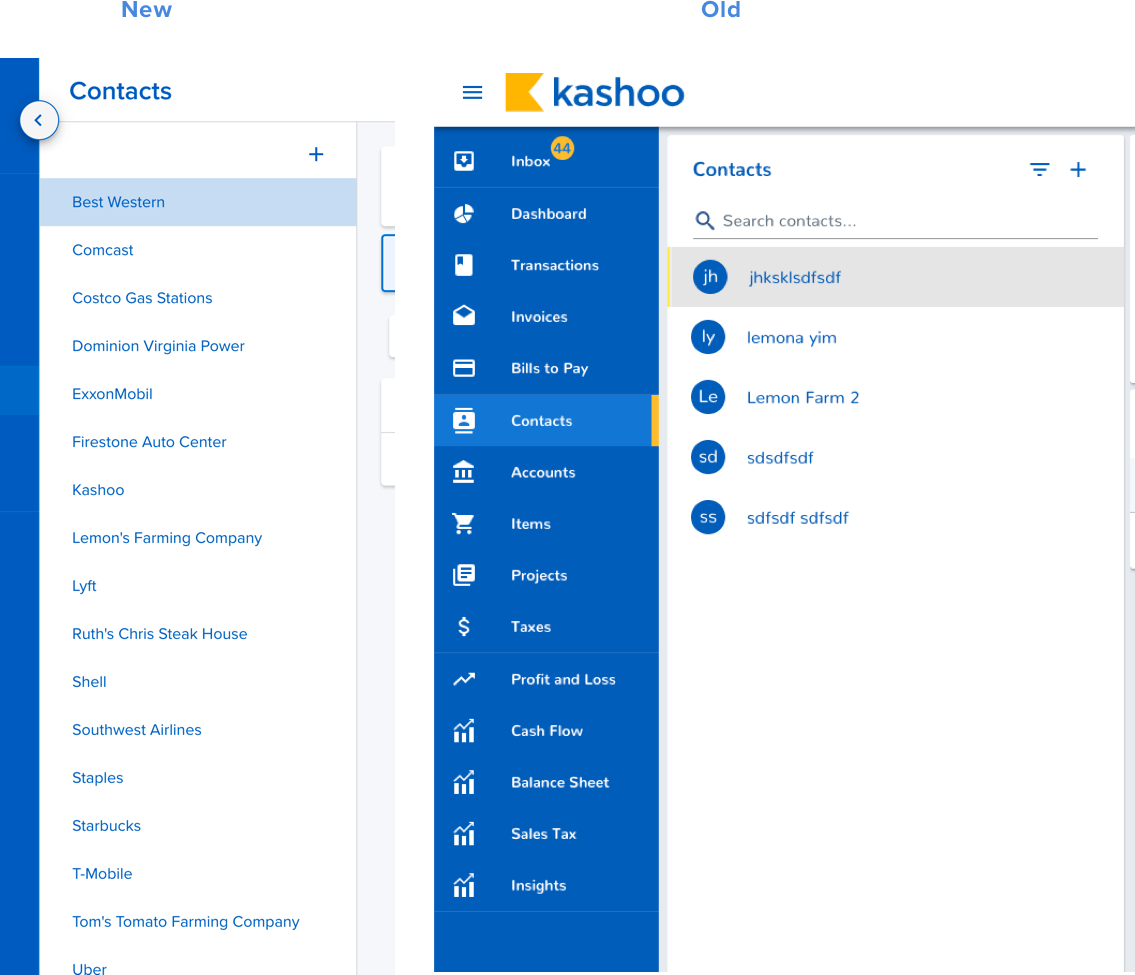 New
Contacts
Best Western
Comcast
Costco Gas Stations
Dominion Virginia Power
ExxonMobil
Firestone Auto Center
Kashoo
Lemon's Farming Company
Lyft
Ruth's Chris Steak House
Shell
Southwest Airlines
Staples
Starbucks
T-Mobile
Tom's Tomato Farming Company
Uber
Old
kashoo
Inbox 44
Dashboard
Transactions
Invoices
Bills to Pay
Contacts
Accounts
Items
Projects
Taxes
Profit and Loss
Cash Flow
Balance Sheet
Sales Tax
Insights
Contacts
Search contacts...
jh jhksklsdfsdf
ly lemona yim
Le Lemon Farm 2
sd sdsdfsdf
ss sdfsdf sdfsdf